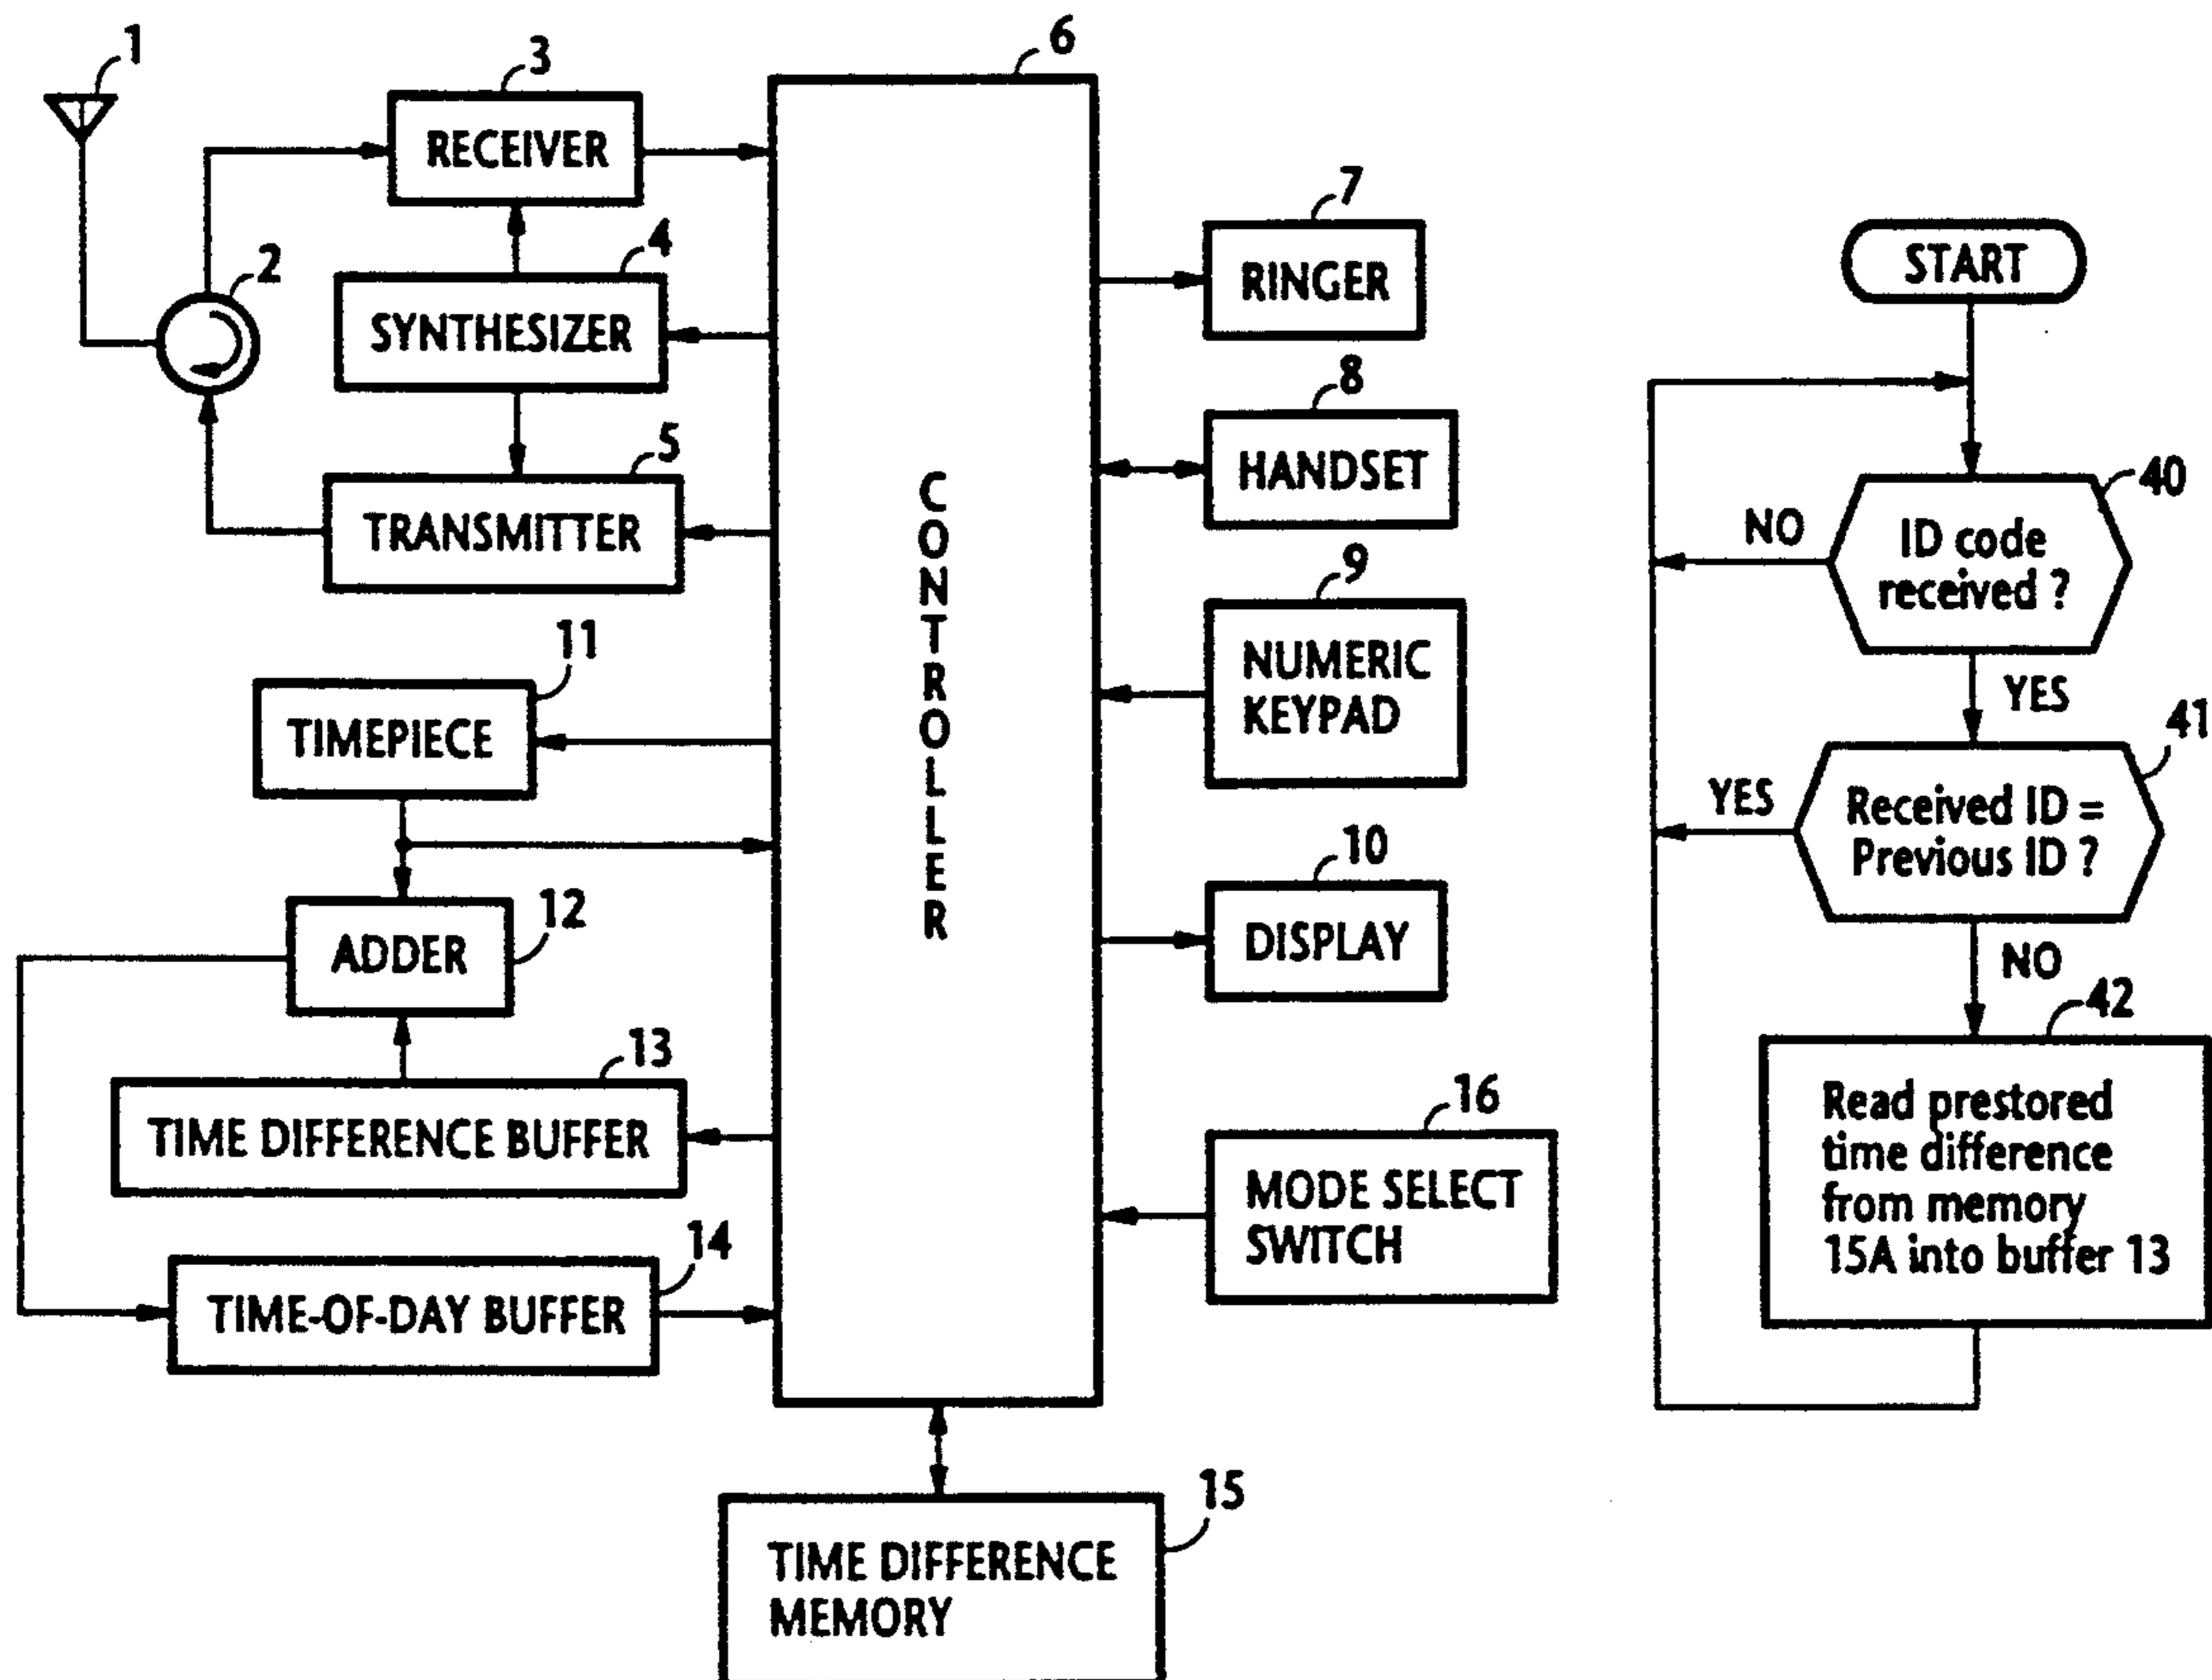 1
2
3
RECEIVER
4
SYNTHESIZER
5
TRANSMITTER
11
TIMEPIECE
12
ADDER
13
TIME DIFFERENCE BUFFER
14
TIME-OF-DAY BUFFER
6
CONTROLLER
15
TIME DIFFERENCE
MEMORY
7
RINGER
8
HANDSET
9
NUMERIC
KEYPAD
10
DISPLAY
16
MODE SELECT
SWITCH
START
40
ID code
received ?
NO
YES
41
Received ID =
Previous ID ?
YES
NO
42
Read prestored
time difference
from memory
15A into buffer 13